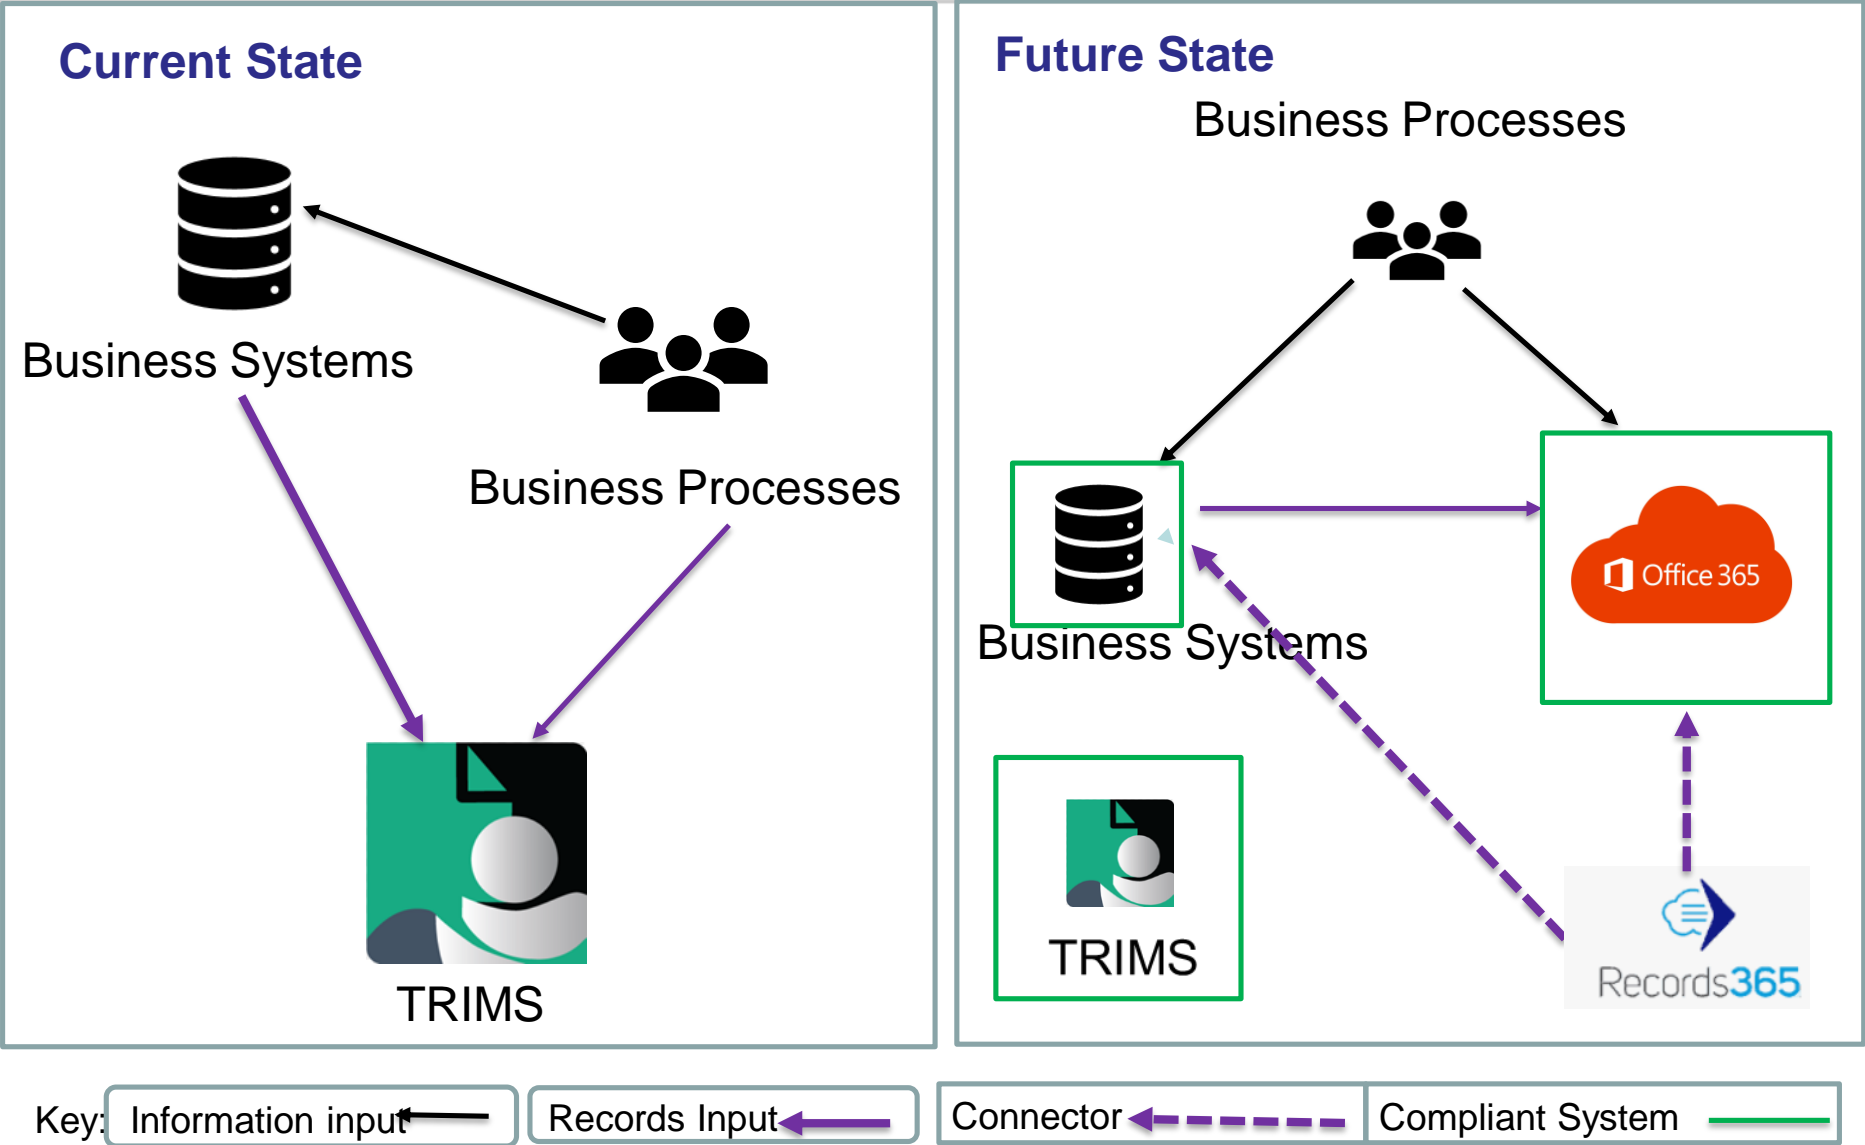 Current State
Business Systems
Business Processes
TRIMS
Future State
Business Processes
Office 365
Business Systems
TRIMS
Records365
Key:
Information input
Records Input
Connector
Compliant System